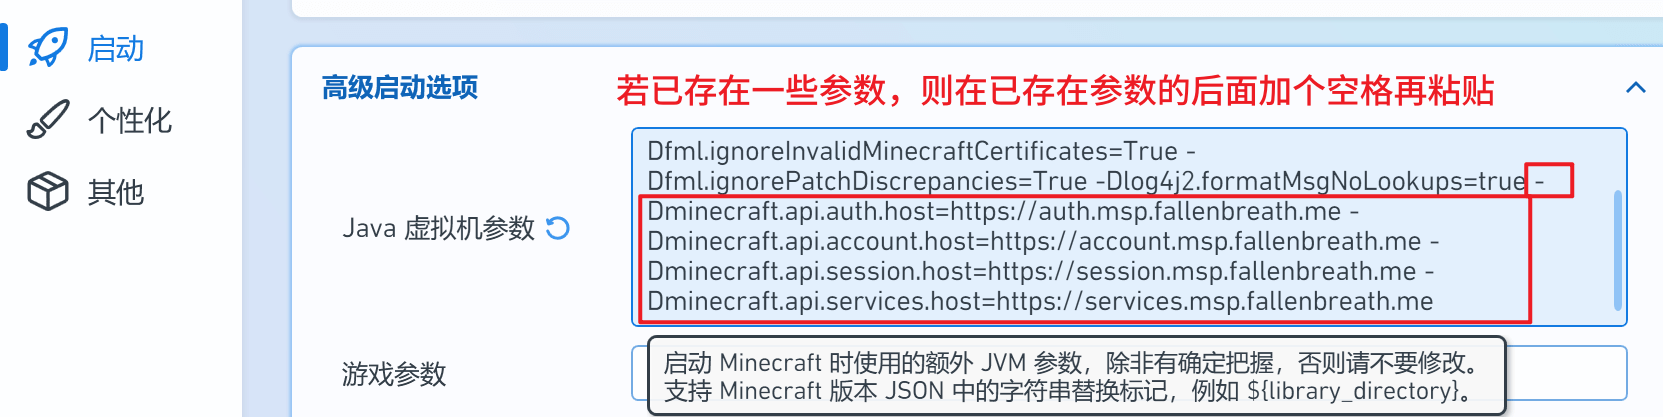 启动
个性化
其他
高级启动选项
若已存在一些参数，则在已存在参数的后面加个空格再粘贴
Java 虚拟机参数
Dfml.ignoreInvalidMinecraftCertificates=True -
Dfml.ignorePatchDiscrepancies=True -Dlog4j2.formatMsgNoLookups=true -
Dminecraft.api.auth.host=https://auth.msp.fallenbreath.me -
Dminecraft.api.account.host=https://account.msp.fallenbreath.me -
Dminecraft.api.session.host=https://session.msp.fallenbreath.me -
Dminecraft.api.services.host=https://services.msp.fallenbreath.me
游戏参数
启动 Minecraft 时使用的额外 JVM 参数，除非有确定把握，否则请不要修改。
支持 Minecraft 版本 JSON 中的字符串替换标记，例如 ${library_directory}。